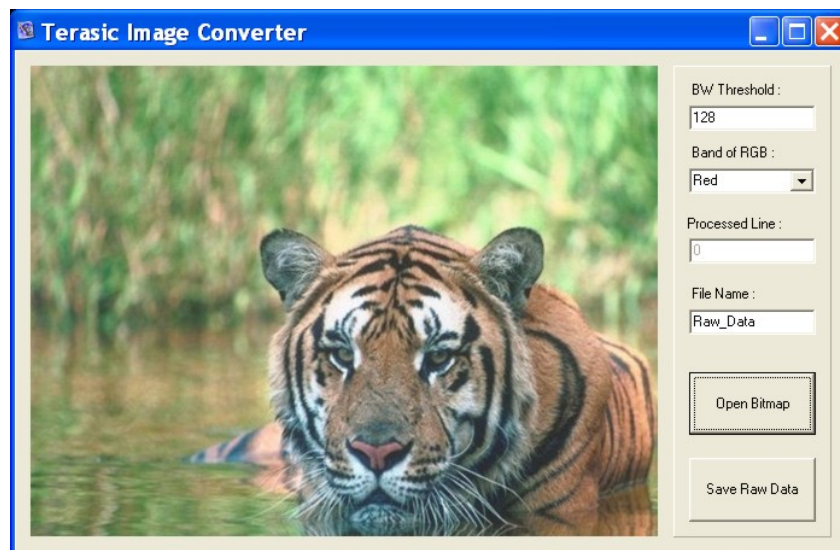 Terasic Image Converter
BW Threshold :
128
Band of RGB :
Red
Processed Line :
0
File Name :
Raw_Data
Open Bitmap
Save Raw Data